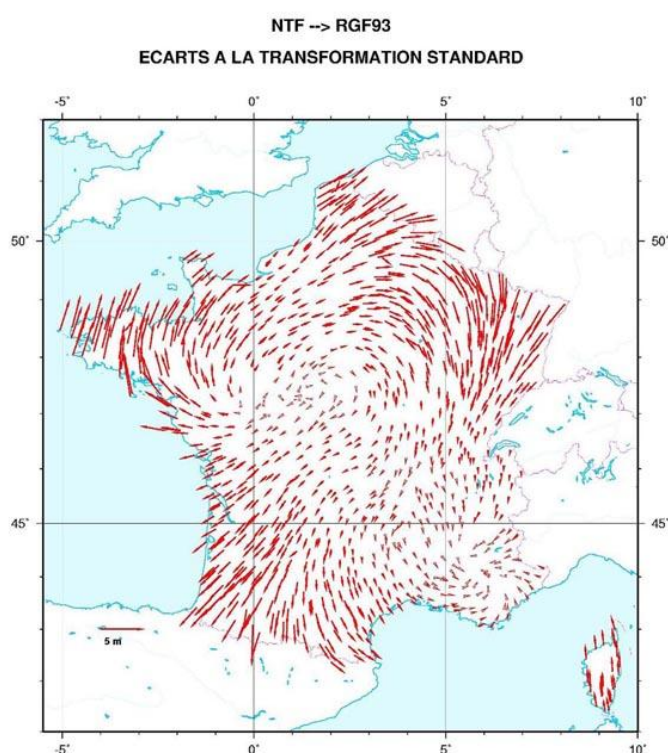 NTF --> RGF93
ECARTS A LA TRANSFORMATION STANDARD
-5˚ 0˚ 5˚ 10˚
50˚ 50˚
45˚ 45˚
5 m
-5˚ 0˚ 5˚ 10˚